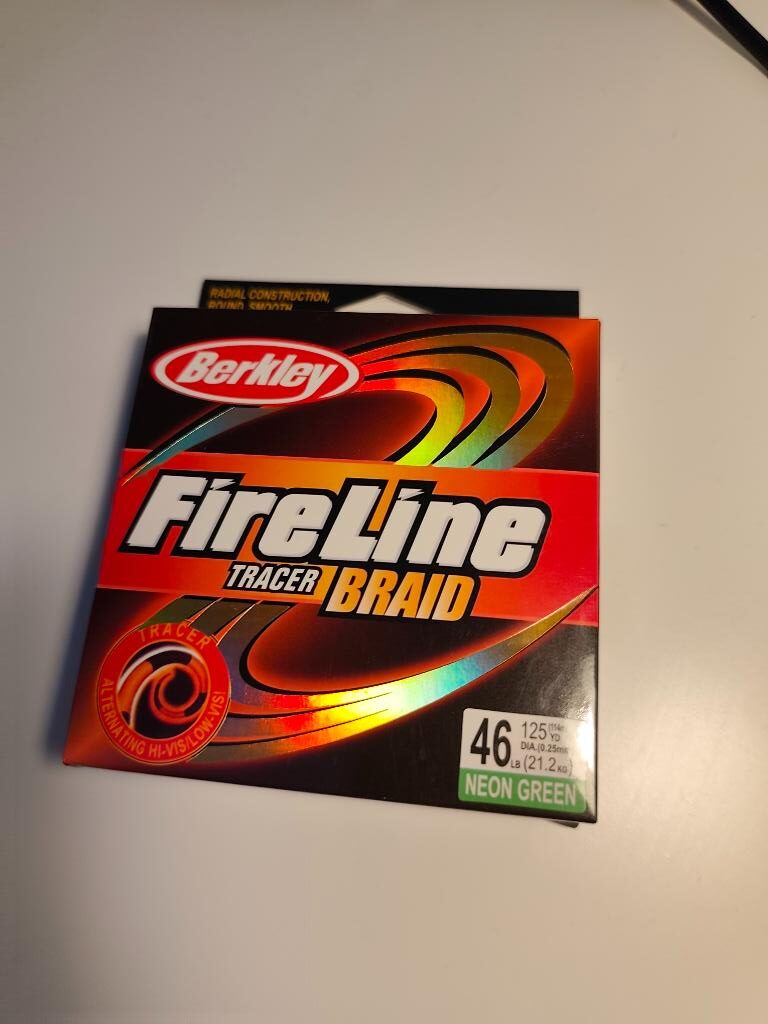 RADIAL CONSTRUCTION,
ROUND, SMOOTH
Berkley
FireLine
TRACER BRAID
TRACER
ALTERNATING HI-VIS/LOW-VIS!
46 LB
125 YD
DIA.(0.25mm
(21.2 KG)
NEON GREEN